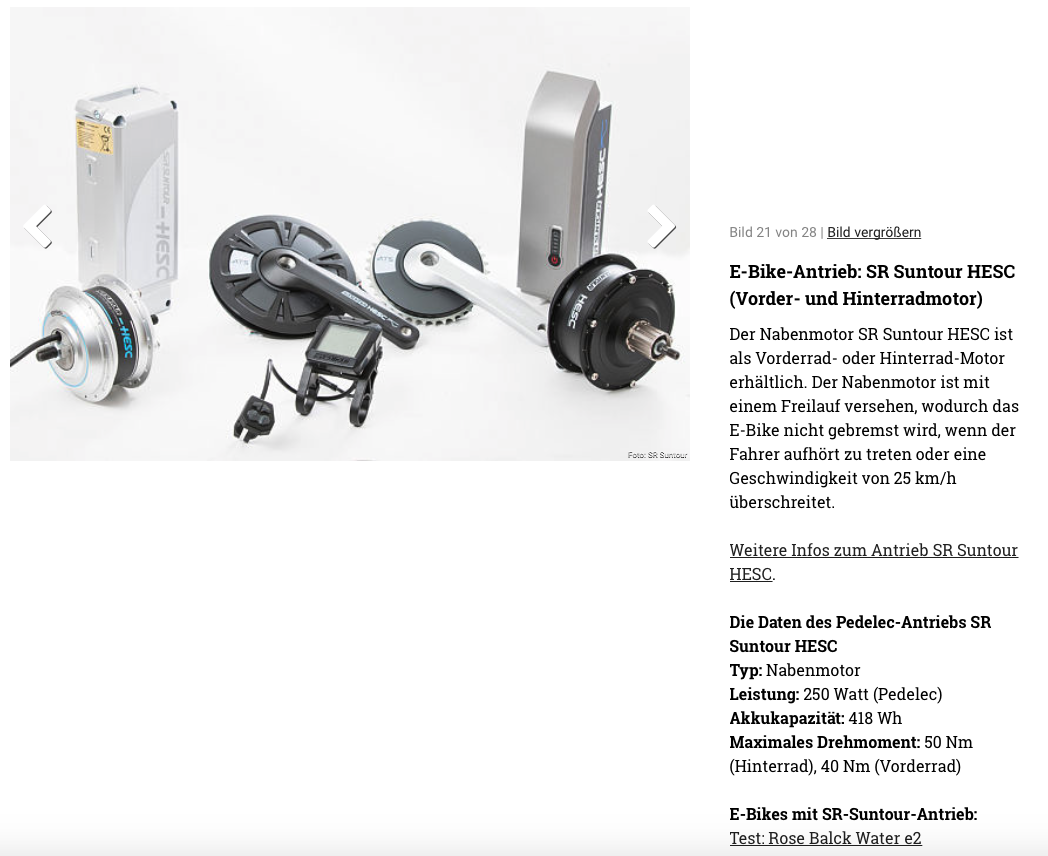 SR SUNTOUR HESC
HESC
ATS
ATS
HESC
HESC
Foto: SR Suntour
Bild 21 von 28 | Bild vergrößern
E-Bike-Antrieb: SR Suntour HESC
(Vorder- und Hinterradmotor)
Der Nabenmotor SR Suntour HESC ist
als Vorderrad- oder Hinterrad-Motor
erhältlich. Der Nabenmotor ist mit
einem Freilauf versehen, wodurch das
E-Bike nicht gebremst wird, wenn der
Fahrer aufhört zu treten oder eine
Geschwindigkeit von 25 km/h
überschreitet.
Weitere Infos zum Antrieb SR Suntour
HESC.
Die Daten des Pedelec-Antriebs SR
Suntour HESC
Typ: Nabenmotor
Leistung: 250 Watt (Pedelec)
Akkukapazität: 418 Wh
Maximales Drehmoment: 50 Nm
(Hinterrad), 40 Nm (Vorderrad)
E-Bikes mit SR-Suntour-Antrieb:
Test: Rose Balck Water e2